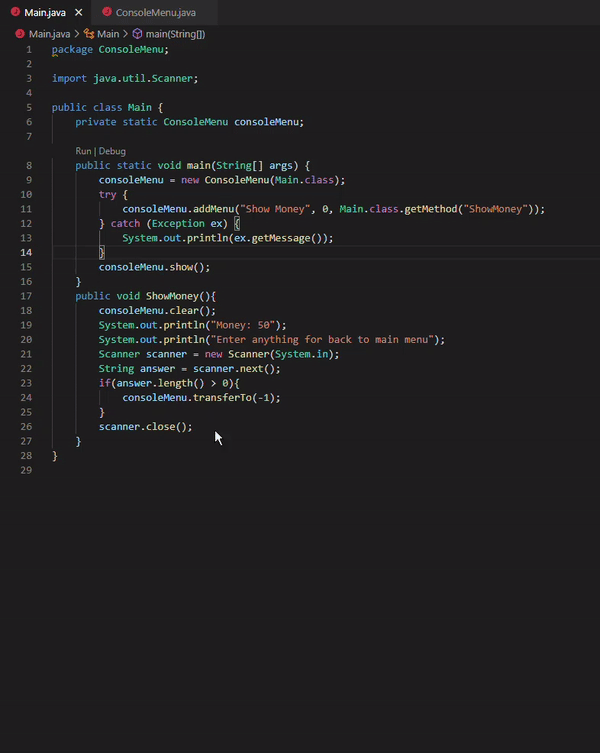 Main.java ConsoleMenu.java
Main.java > Main > main(String[])
1 package ConsoleMenu;
2
3 import java.util.Scanner;
4
5 public class Main {
6 private static ConsoleMenu consoleMenu;
7
Run | Debug
8 public static void main(String[] args) {
9 consoleMenu = new ConsoleMenu(Main.class);
10 try {
11 consoleMenu.addMenu("Show Money", 0, Main.class.getMethod("ShowMoney"));
12 } catch (Exception ex) {
13 System.out.println(ex.getMessage());
14 }
15 consoleMenu.show();
16 }
17 public void ShowMoney(){
18 consoleMenu.clear();
19 System.out.println("Money: 50");
20 System.out.println("Enter anything for back to main menu");
21 Scanner scanner = new Scanner(System.in);
22 String answer = scanner.next();
23 if(answer.length() > 0){
24 consoleMenu.transferTo(-1);
25 }
26 scanner.close();
27 }
28 }
29